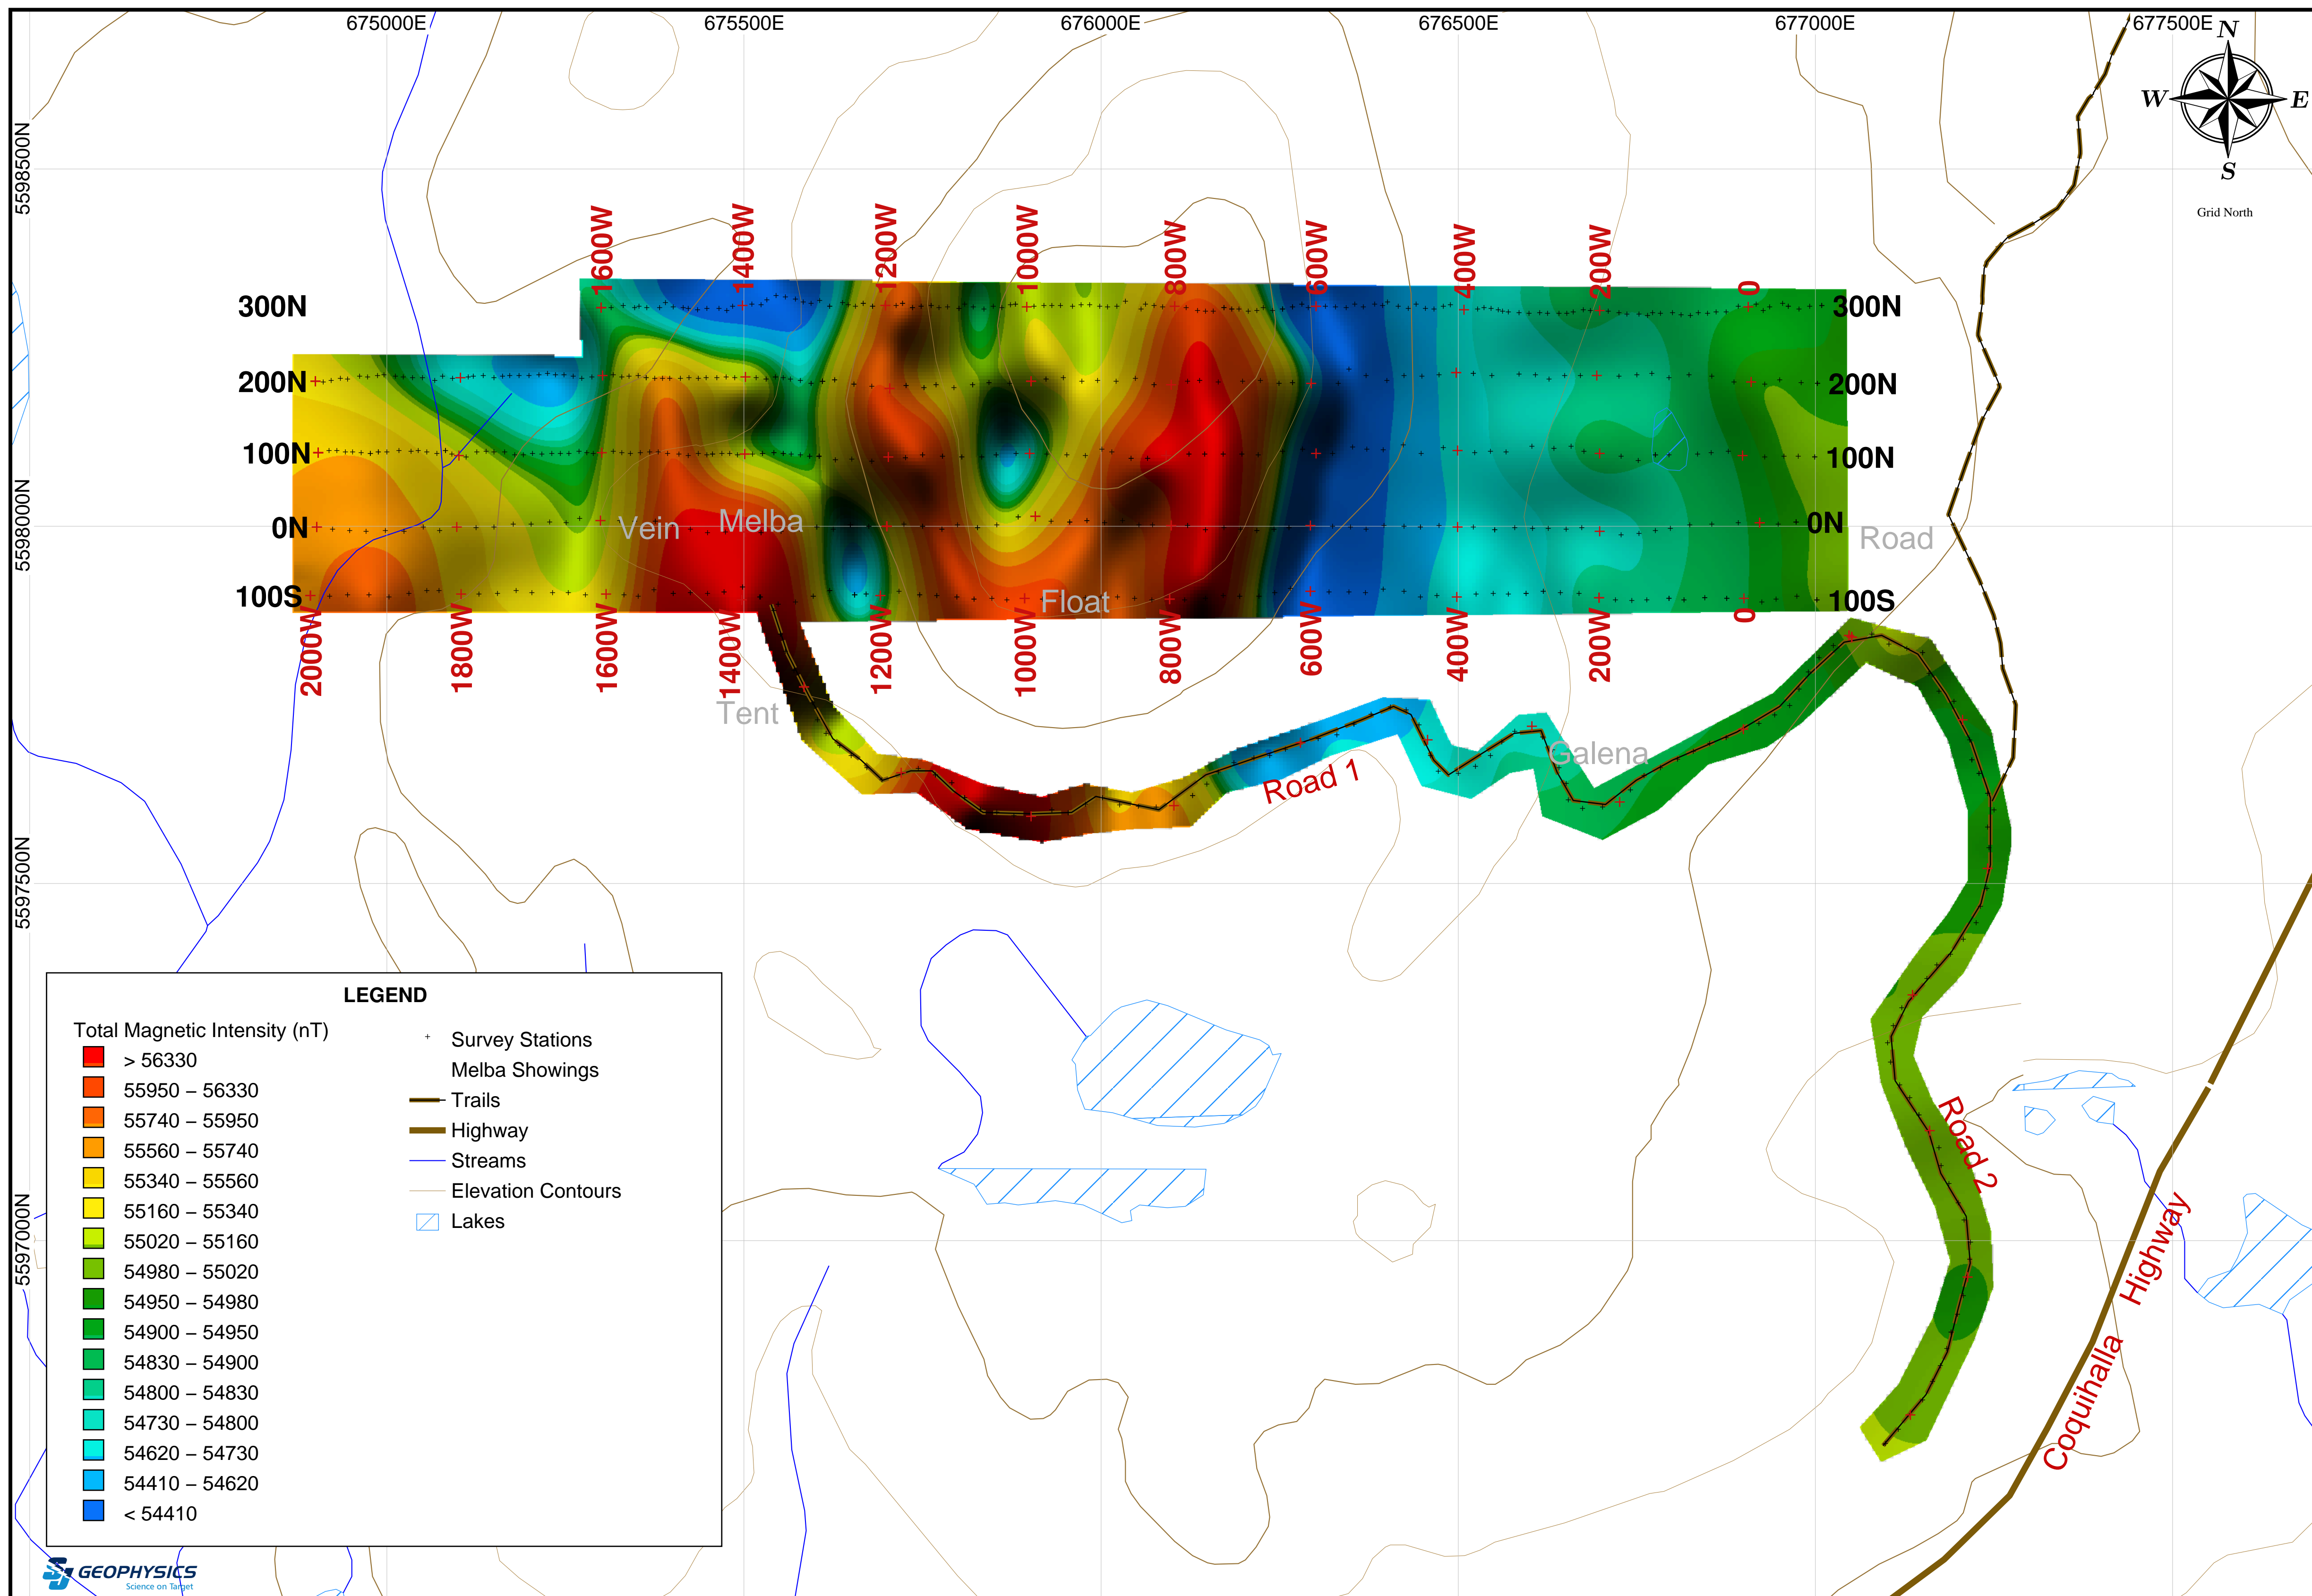 675000E 675500E 676000E 676500E 677000E 677500E
N
W E
S
Grid North
5598500N
5598000N
5597500N
5597000N
1600W 1400W 1200W 1000W 800W 600W 400W 200W 0
300N 300N
200N 200N
100N 100N
0N 0N
100S 100S
Vein Melba
Road
Float
2000W 1800W 1600W 1400W 1200W 1000W 800W 600W 400W 200W 0
Tent
Galena
Road 1
Road 2
Coquihalla Highway
LEGEND
Total Magnetic Intensity (nT)
> 56330
55950 – 56330
55740 – 55950
55560 – 55740
55340 – 55560
55160 – 55340
55020 – 55160
54980 – 55020
54950 – 54980
54900 – 54950
54830 – 54900
54800 – 54830
54730 – 54800
54620 – 54730
54410 – 54620
< 54410
Survey Stations
Melba Showings
Trails
Highway
Streams
Elevation Contours
Lakes
GEOPHYSICS
Science on Target